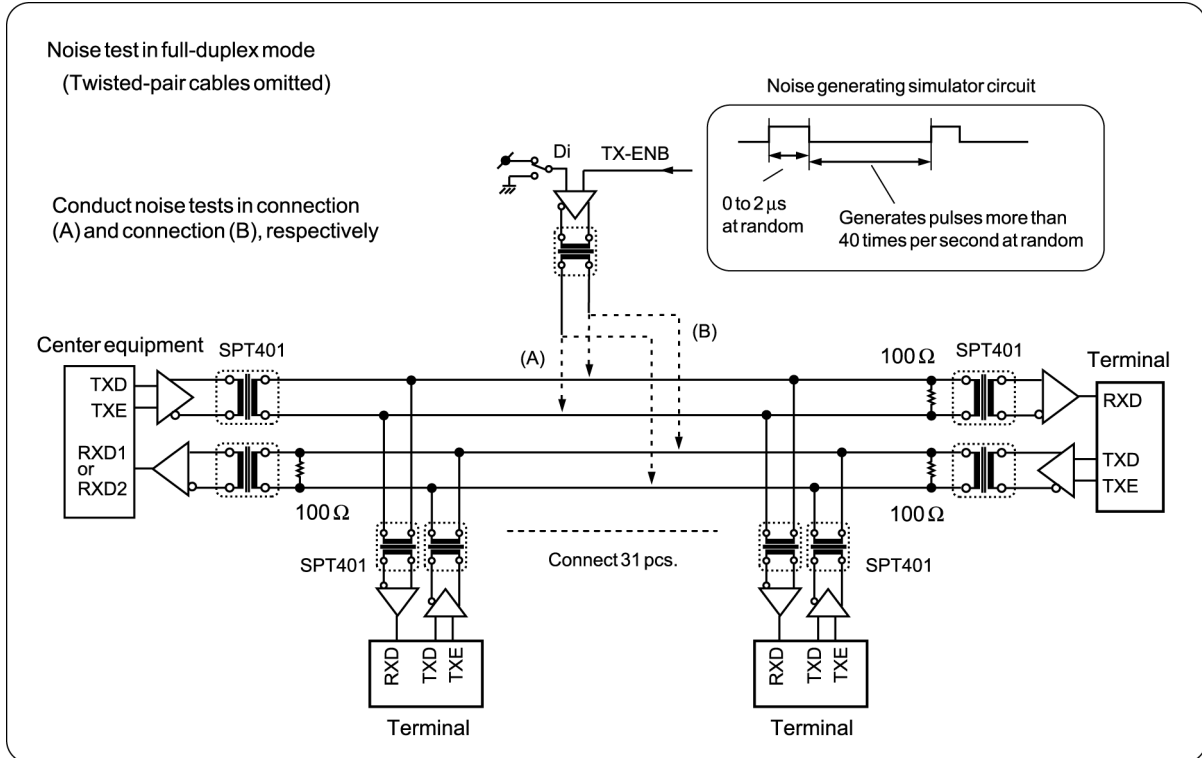 Noise test in full-duplex mode
(Twisted-pair cables omitted)
Noise generating simulator circuit
Di
TX-ENB
0 to 2 μs
at random
Generates pulses more than
40 times per second at random
Conduct noise tests in connection
(A) and connection (B), respectively
(B)
(A)
Center equipment
SPT401
100 Ω
SPT401
Terminal
TXD
TXE
RXD
RXD1
or
RXD2
TXD
TXE
100 Ω
100 Ω
SPT401
Connect 31 pcs.
SPT401
RXD
TXD
TXE
RXD
TXD
TXE
Terminal
Terminal